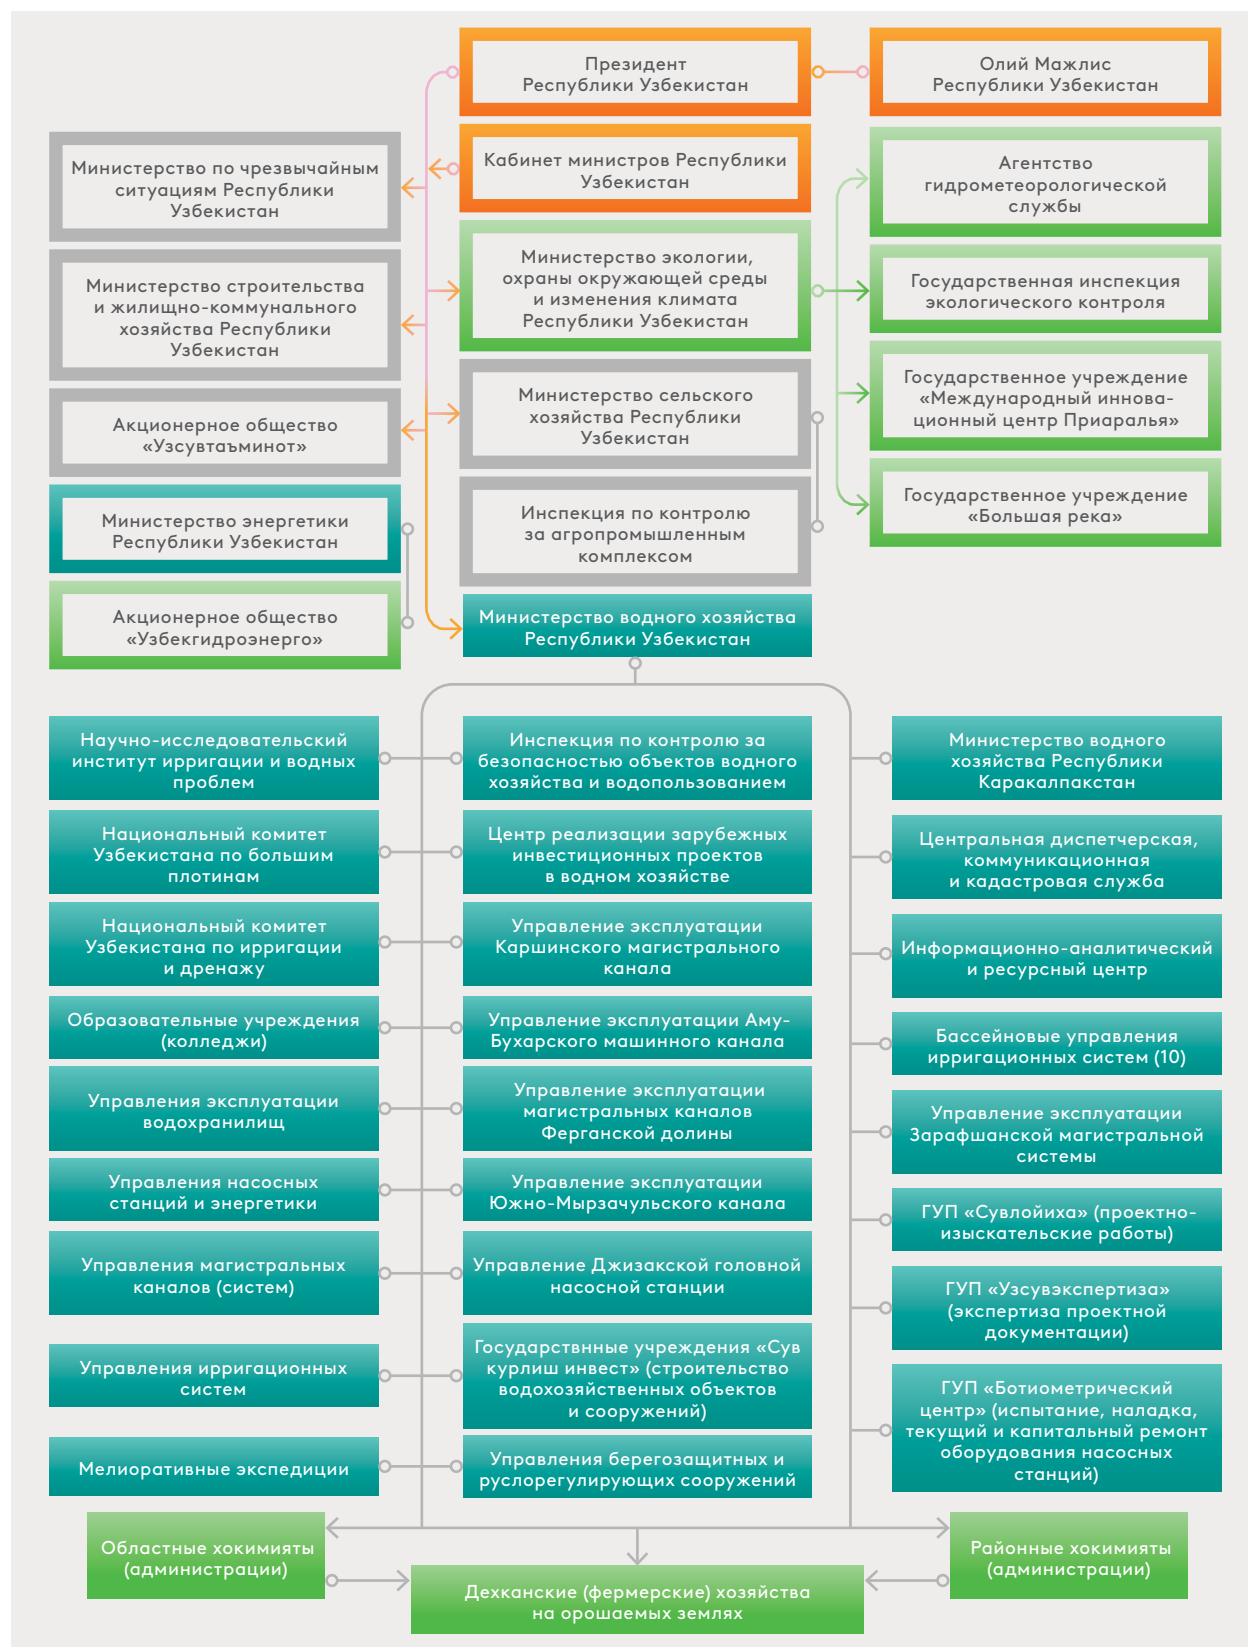 Президент
Республики Узбекистан
Олий Мажлис
Республики Узбекистан
Министерство по чрезвычайным
ситуациям Республики
Узбекистан
Кабинет министров Республики
Узбекистан
Агентство
гидрометеорологической
службы
Министерство строительства
и жилищно-коммунального
хозяйства Республики
Узбекистан
Министерство экологии,
охраны окружающей среды
и изменения климата
Республики Узбекистан
Государственная инспекция
экологического контроля
Государственное учреждение
«Международный иннова-
ционный центр Приаралья»
Акционерное общество
«Узсувтаъминот»
Министерство сельского
хозяйства Республики
Узбекистан
Государственное учреждение
«Большая река»
Министерство энергетики
Республики Узбекистан
Инспекция по контролю
за агропромышленным
комплексом
Акционерное общество
«Узбекгидроэнерго»
Министерство водного хозяйства
Республики Узбекистан
Научно-исследовательский
институт ирригации и водных
проблем
Национальный комитет
Узбекистана по большим
плотинам
Национальный комитет
Узбекистана по ирригации
и дренажу
Образовательные учреждения
(колледжи)
Управления эксплуатации
водохранилищ
Управления насосных
станций и энергетики
Управления магистральных
каналов (систем)
Управления ирригационных
систем
Мелиоративные экспедиции
Инспекция по контролю за
безопасностью объектов водного
хозяйства и водопользованием
Центр реализации зарубежных
инвестиционных проектов
в водном хозяйстве
Управление эксплуатации
Каршинского магистрального
канала
Управление эксплуатации Аму-
Бухарского машинного канала
Управление эксплуатации
магистральных каналов
Ферганской долины
Управление эксплуатации
Южно-Мырзачульского канала
Управление Джизакской головной
насосной станции
Государствнные учреждения «Сув
курлиш инвест» (строительство
водохозяйственных объектов
и сооружений)
Управления берегозащитных и
руслорегулирующих сооружений
Министерство водного
хозяйства Республики
Каракалпакстан
Центральная диспетчерская,
коммуникационная
и кадастровая служба
Информационно-аналитический
и ресурсный центр
Бассейновые управления
ирригационных систем (10)
Управление эксплуатации
Зарафшанской магистральной
системы
ГУП «Сувлойиха» (проектно-
изыскательские работы)
ГУП «Узсувэкспертиза»
(экспертиза проектной
документации)
ГУП «Ботиометрический
центр» (испытание, наладка,
текущий и капитальный ремонт
оборудования насосных
станций)
Областные хокимияты
(администрации)
Районные хокимияты
(администрации)
Дехканские (фермерские) хозяйства
на орошаемых землях